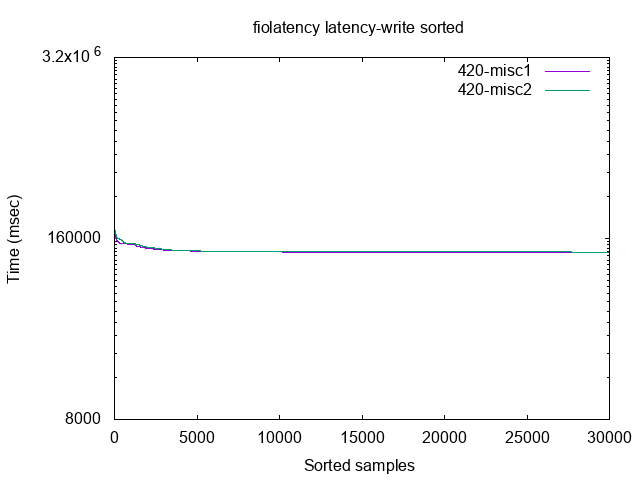 fiolatency latency-write sorted
3.2x10 6
420-misc1
420-misc2
Time (msec)
160000
8000
0 5000 10000 15000 20000 25000 30000
Sorted samples